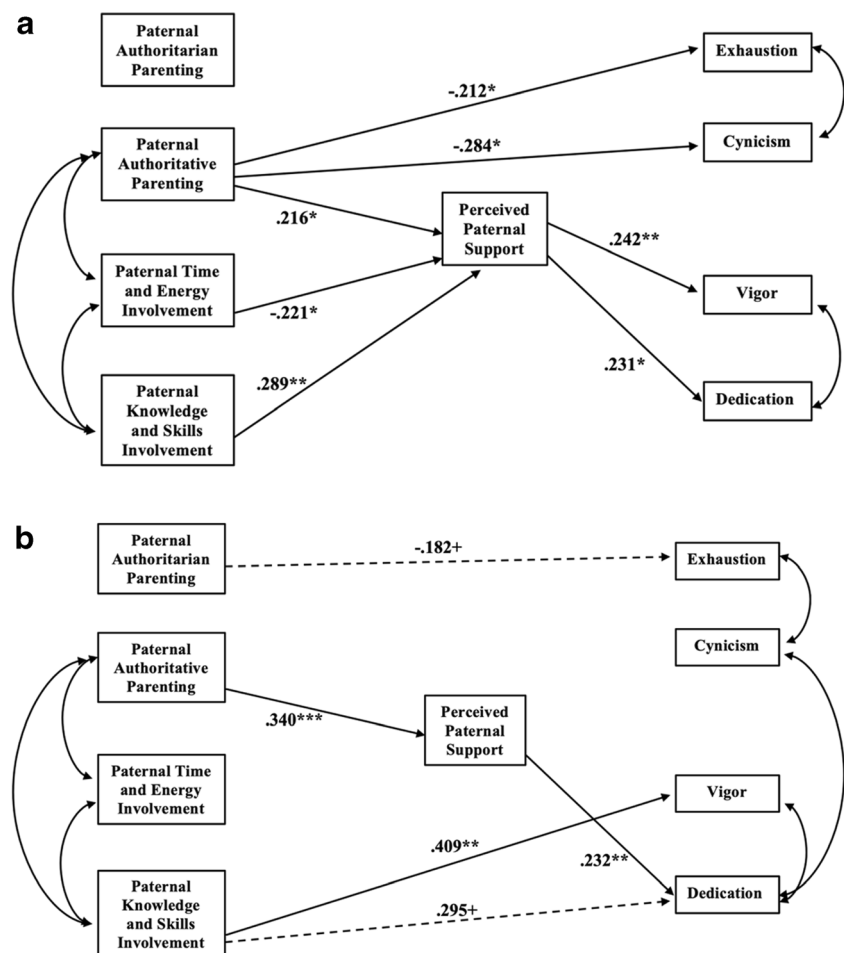 a
Paternal
Authoritarian
Parenting
Exhaustion
-.212*
Paternal
Authoritative
Parenting
-.284*
Cynicism
.216*
Perceived
Paternal
Support
.242**
Paternal Time
and Energy
Involvement
-.221*
Vigor
.231*
Paternal
Knowledge
and Skills
Involvement
.289**
Dedication
b
Paternal
Authoritarian
Parenting
-.182+
Exhaustion
Paternal
Authoritative
Parenting
Cynicism
.340***
Perceived
Paternal
Support
Paternal Time
and Energy
Involvement
Vigor
.409**
.232**
Paternal
Knowledge
and Skills
Involvement
.295+
Dedication